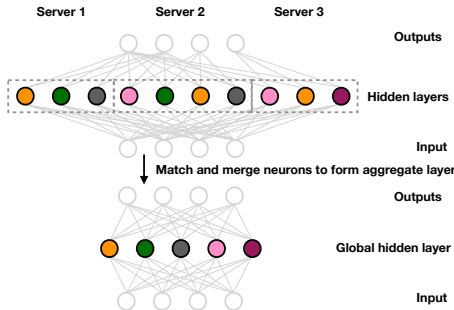 Server 1 Server 2 Server 3
Outputs
Hidden layers
Input
Match and merge neurons to form aggregate layer
Outputs
Global hidden layer
Input